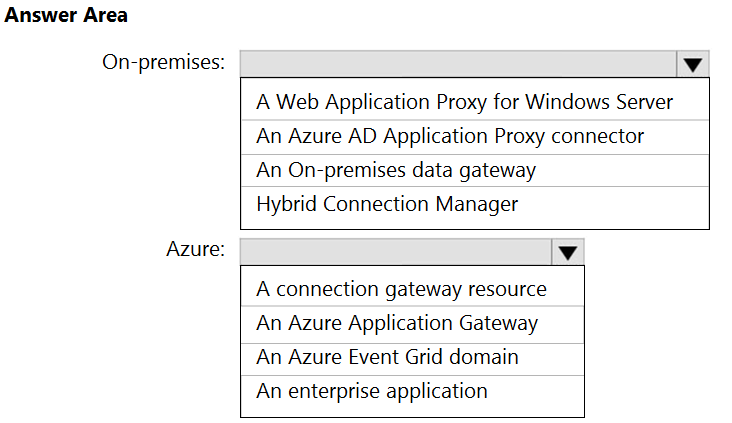 Answer Area
On-premises:
A Web Application Proxy for Windows Server
An Azure AD Application Proxy connector
An On-premises data gateway
Hybrid Connection Manager
Azure:
A connection gateway resource
An Azure Application Gateway
An Azure Event Grid domain
An enterprise application